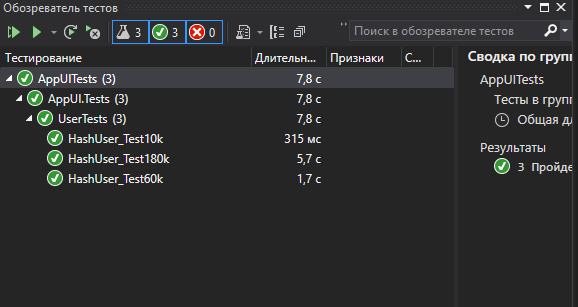 Обозреватель тестов
3 3 0
Поиск в обозревателе тестов
Тестирование Длительн... Признаки С...
AppUITests (3) 7,8 с
AppUI.Tests (3) 7,8 с
UserTests (3) 7,8 с
HashUser_Test10k 315 мс
HashUser_Test180k 5,7 с
HashUser_Test60k 1,7 с
Сводка по групп
AppUITests
Тесты в групп
Общая дл
Результаты
3 Пройде